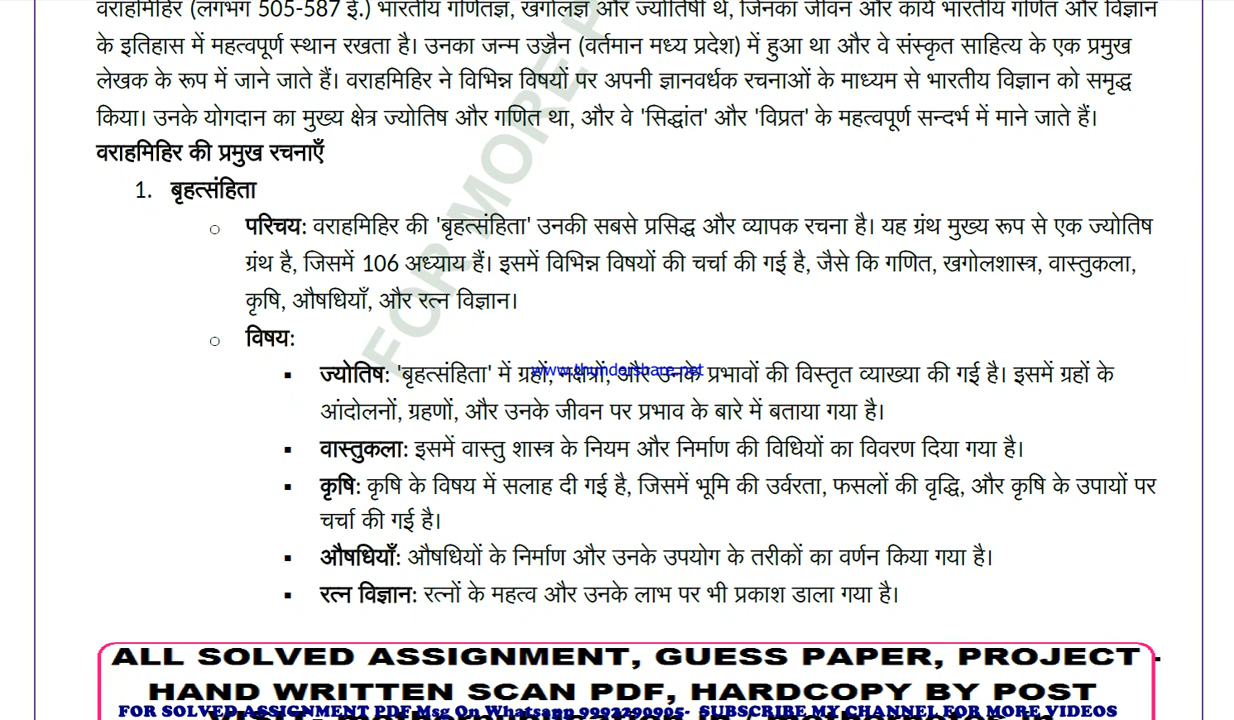 वराहमिहिर (लगभग 505-587 ई.) भारतीय गणितज्ञ, खगोलज्ञ और ज्योतिषी थे, जिनका जीवन और कार्य भारतीय गणित और विज्ञान
के इतिहास में महत्वपूर्ण स्थान रखता है। उनका जन्म उज्जैन (वर्तमान मध्य प्रदेश) में हुआ था और वे संस्कृत साहित्य के एक प्रमुख
लेखक के रूप में जाने जाते हैं। वराहमिहिर ने विभिन्न विषयों पर अपनी ज्ञानवर्धक रचनाओं के माध्यम से भारतीय विज्ञान को समृद्ध
किया। उनके योगदान का मुख्य क्षेत्र ज्योतिष और गणित था, और वे 'सिद्धांत' और 'विप्रत' के महत्वपूर्ण सन्दर्भ में माने जाते हैं।
वराहमिहिर की प्रमुख रचनाएँ
1. बृहत्संहिता
○ परिचय: वराहमिहिर की 'बृहत्संहिता' उनकी सबसे प्रसिद्ध और व्यापक रचना है। यह ग्रंथ मुख्य रूप से एक ज्योतिष
ग्रंथ है, जिसमें 106 अध्याय हैं। इसमें विभिन्न विषयों की चर्चा की गई है, जैसे कि गणित, खगोलशास्त्र, वास्तुकला,
कृषि, औषधियाँ, और रत्न विज्ञान।
○ विषय:
▪ ज्योतिष: 'बृहत्संहिता' में ग्रहों, नक्षत्रों, और उनके प्रभावों की विस्तृत व्याख्या की गई है। इसमें ग्रहों के
www.thundershare.net
आंदोलनों, ग्रहणों, और उनके जीवन पर प्रभाव के बारे में बताया गया है।
▪ वास्तुकला: इसमें वास्तु शास्त्र के नियम और निर्माण की विधियों का विवरण दिया गया है।
▪ कृषि: कृषि के विषय में सलाह दी गई है, जिसमें भूमि की उर्वरता, फसलों की वृद्धि, और कृषि के उपायों पर
चर्चा की गई है।
▪ औषधियाँ: औषधियों के निर्माण और उनके उपयोग के तरीकों का वर्णन किया गया है।
▪ रत्न विज्ञान: रत्नों के महत्व और उनके लाभ पर भी प्रकाश डाला गया है।
FOR MORE
ALL SOLVED ASSIGNMENT, GUESS PAPER, PROJECT -
HAND WRITTEN SCAN PDF, HARDCOPY BY POST
FOR SOLVED ASSIGNMENT PDF Msg On Whatsapp 9992290905- SUBSCRIBE MY CHANNEL FOR MORE VIDEOS